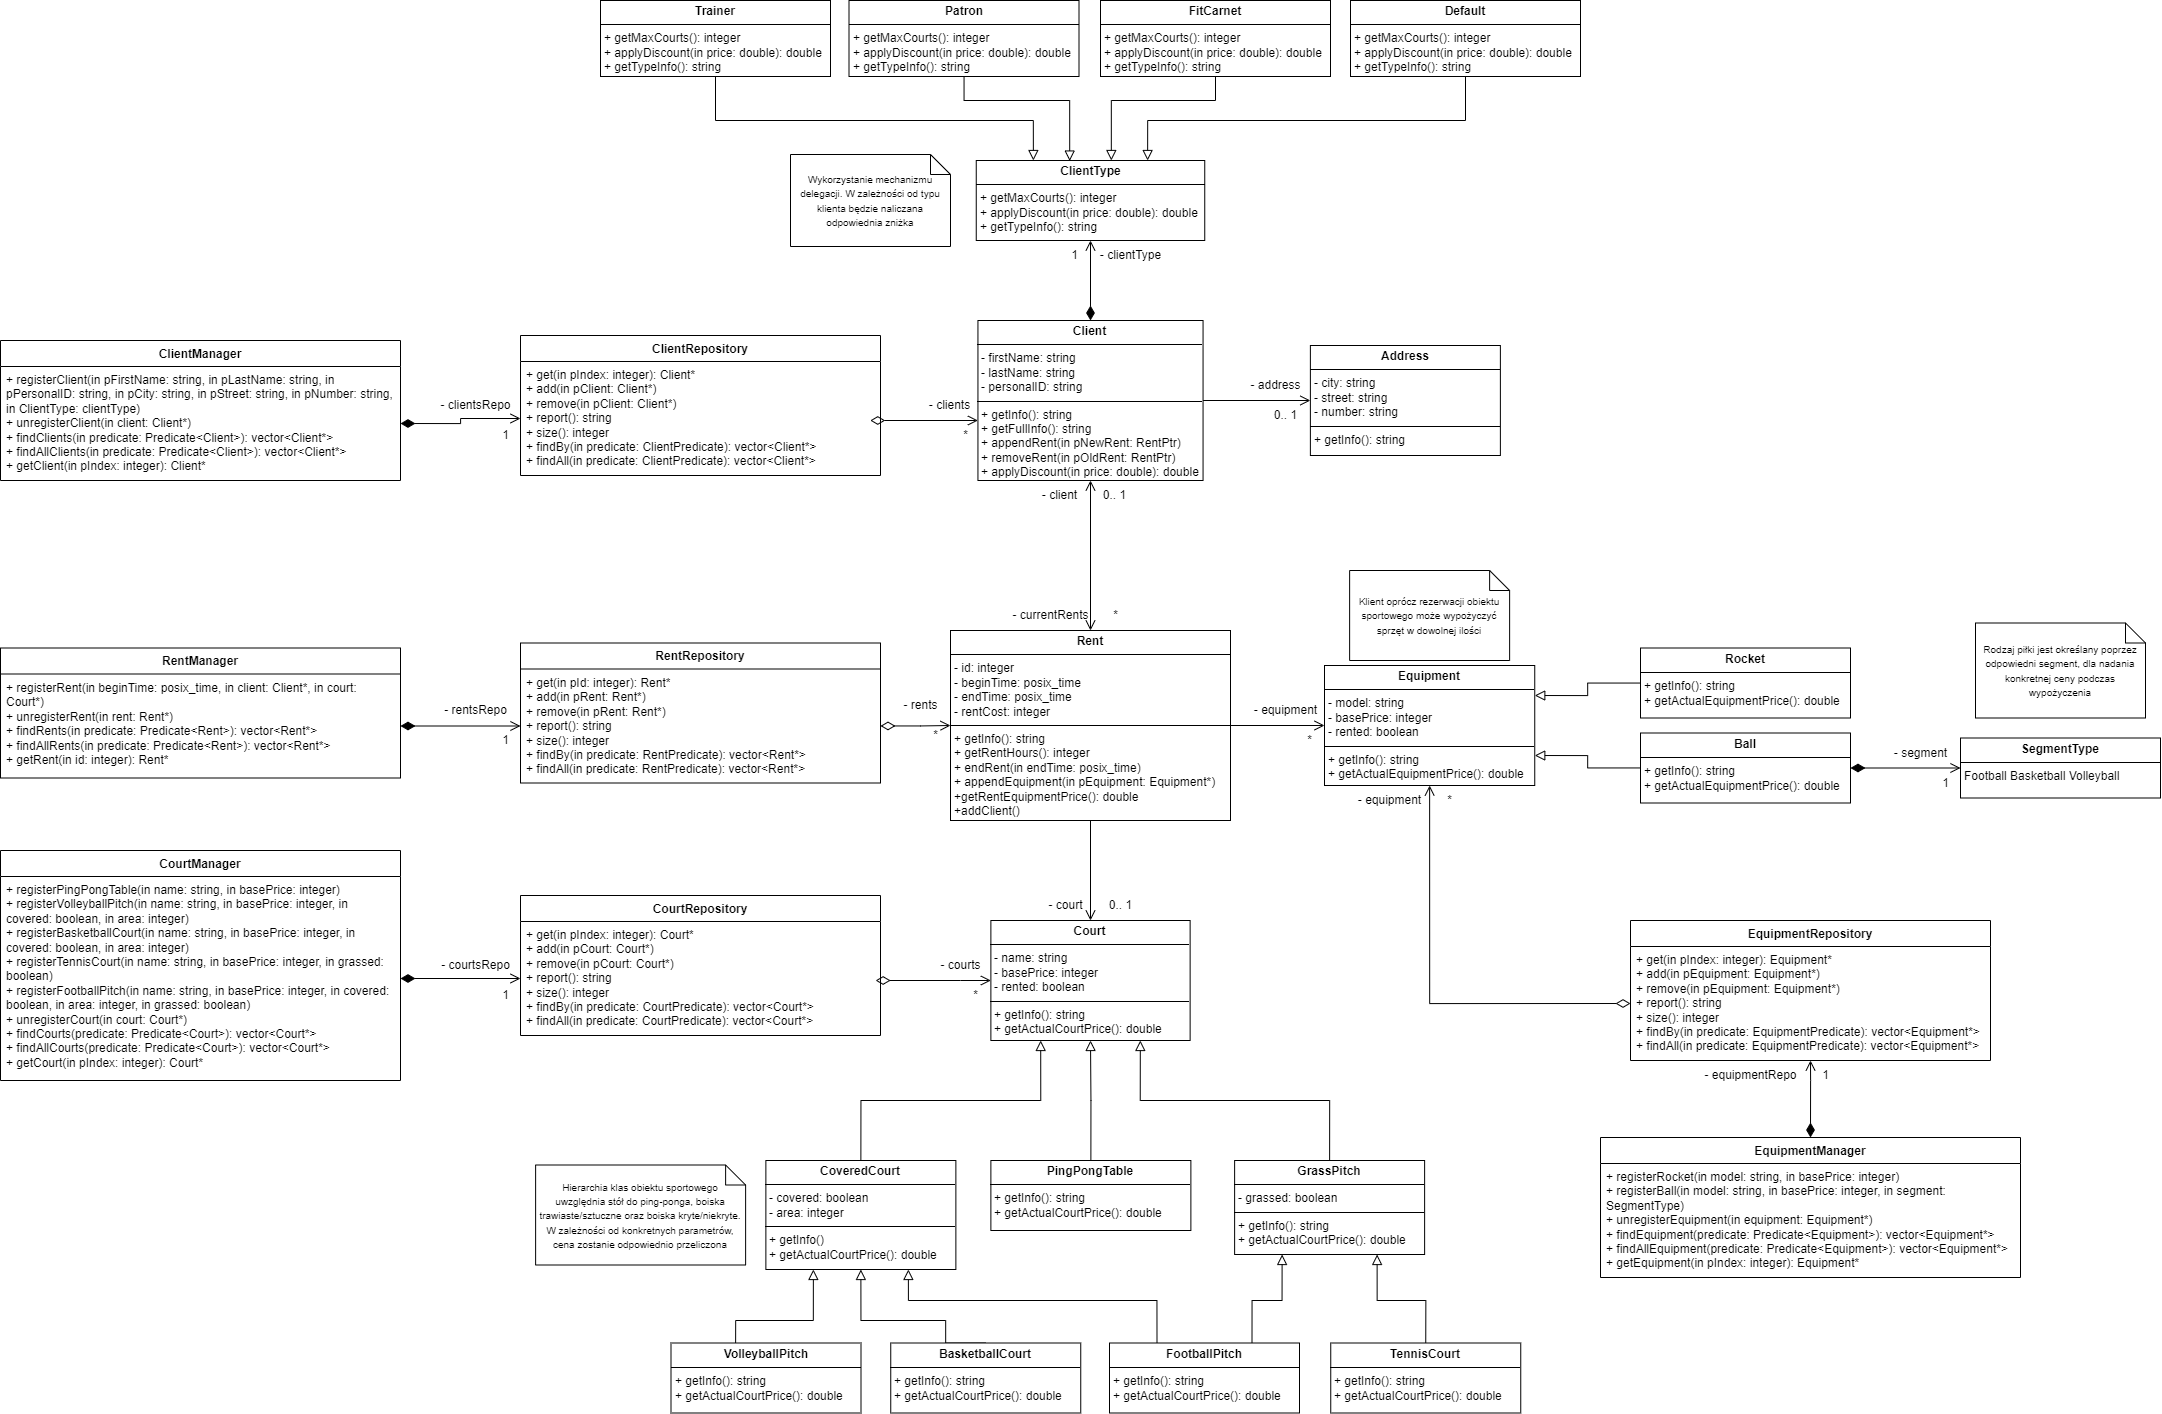 Trainer
+ getMaxCourts(): integer
+ applyDiscount(in price: double): double
+ getTypeInfo(): string
Patron
+ getMaxCourts(): integer
+ applyDiscount(in price: double): double
+ getTypeInfo(): string
FitCarnet
+ getMaxCourts(): integer
+ applyDiscount(in price: double): double
+ getTypeInfo(): string
Default
+ getMaxCourts(): integer
+ applyDiscount(in price: double): double
+ getTypeInfo(): string
Wykorzystanie mechanizmu
delegacji. W zależności od typu
klienta będzie naliczana
odpowiednia zniżka
ClientType
+ getMaxCourts(): integer
+ applyDiscount(in price: double): double
+ getTypeInfo(): string
1
- clientType
ClientManager
+ registerClient(in pFirstName: string, in pLastName: string, in
pPersonalID: string, in pCity: string, in pStreet: string, in pNumber: string,
in ClientType: clientType)
+ unregisterClient(in client: Client*)
+ findClients(in predicate: Predicate<Client>): vector<Client*>
+ findAllClients(in predicate: Predicate<Client>): vector<Client*>
+ getClient(in pIndex: integer): Client*
- clientsRepo
1
ClientRepository
+ get(in pIndex: integer): Client*
+ add(in pClient: Client*)
+ remove(in pClient: Client*)
+ report(): string
+ size(): integer
+ findBy(in predicate: ClientPredicate): vector<Client*>
+ findAll(in predicate: ClientPredicate): vector<Client*>
- clients
*
Client
- firstName: string
- lastName: string
- personalID: string
+ getInfo(): string
+ getFullInfo(): string
+ appendRent(in pNewRent: RentPtr)
+ removeRent(in pOldRent: RentPtr)
+ applyDiscount(in price: double): double
- address
0.. 1
Address
- city: string
- street: string
- number: string
+ getInfo(): string
- client
0.. 1
- currentRents
*
RentManager
+ registerRent(in beginTime: posix_time, in client: Client*, in court:
Court*)
+ unregisterRent(in rent: Rent*)
+ findRents(in predicate: Predicate<Rent>): vector<Rent*>
+ findAllRents(in predicate: Predicate<Rent>): vector<Rent*>
+ getRent(in id: integer): Rent*
- rentsRepo
1
RentRepository
+ get(in pId: integer): Rent*
+ add(in pRent: Rent*)
+ remove(in pRent: Rent*)
+ report(): string
+ size(): integer
+ findBy(in predicate: RentPredicate): vector<Rent*>
+ findAll(in predicate: RentPredicate): vector<Rent*>
- rents
*
Rent
- id: integer
- beginTime: posix_time
- endTime: posix_time
- rentCost: integer
+ getInfo(): string
+ getRentHours(): integer
+ endRent(in endTime: posix_time)
+ appendEquipment(in pEquipment: Equipment*)
+getRentEquipmentPrice(): double
+addClient()
- equipment
*
Klient oprócz rezerwacji obiektu
sportowego może wypożyczyć
sprzęt w dowolnej ilości
Equipment
- model: string
- basePrice: integer
- rented: boolean
+ getInfo(): string
+ getActualEquipmentPrice(): double
- equipment
*
Rocket
+ getInfo(): string
+ getActualEquipmentPrice(): double
Ball
+ getInfo(): string
+ getActualEquipmentPrice(): double
Rodzaj piłki jest określany poprzez
odpowiedni segment, dla nadania
konkretnej ceny podczas
wypożyczenia
- segment
1
SegmentType
Football Basketball Volleyball
CourtManager
+ registerPingPongTable(in name: string, in basePrice: integer)
+ registerVolleyballPitch(in name: string, in basePrice: integer, in
covered: boolean, in area: integer)
+ registerBasketballCourt(in name: string, in basePrice: integer, in
covered: boolean, in area: integer)
+ registerTennisCourt(in name: string, in basePrice: integer, in grassed:
boolean)
+ registerFootballPitch(in name: string, in basePrice: integer, in covered:
boolean, in area: integer, in grassed: boolean)
+ unregisterCourt(in court: Court*)
+ findCourts(predicate: Predicate<Court>): vector<Court*>
+ findAllCourts(predicate: Predicate<Court>): vector<Court*>
+ getCourt(in pIndex: integer): Court*
- courtsRepo
1
CourtRepository
+ get(in pIndex: integer): Court*
+ add(in pCourt: Court*)
+ remove(in pCourt: Court*)
+ report(): string
+ size(): integer
+ findBy(in predicate: CourtPredicate): vector<Court*>
+ findAll(in predicate: CourtPredicate): vector<Court*>
- courts
*
- court
0.. 1
Court
- name: string
- basePrice: integer
- rented: boolean
+ getInfo(): string
+ getActualCourtPrice(): double
EquipmentRepository
+ get(in pIndex: integer): Equipment*
+ add(in pEquipment: Equipment*)
+ remove(in pEquipment: Equipment*)
+ report(): string
+ size(): integer
+ findBy(in predicate: EquipmentPredicate): vector<Equipment*>
+ findAll(in predicate: EquipmentPredicate): vector<Equipment*>
- equipmentRepo
1
EquipmentManager
+ registerRocket(in model: string, in basePrice: integer)
+ registerBall(in model: string, in basePrice: integer, in segment:
SegmentType)
+ unregisterEquipment(in equipment: Equipment*)
+ findEquipment(predicate: Predicate<Equipment>): vector<Equipment*>
+ findAllEquipment(predicate: Predicate<Equipment>): vector<Equipment*>
+ getEquipment(in pIndex: integer): Equipment*
Hierarchia klas obiektu sportowego
uwzględnia stół do ping-ponga, boiska
trawiaste/sztuczne oraz boiska kryte/niekryte.
W zależności od konkretnych parametrów,
cena zostanie odpowiednio przeliczona
CoveredCourt
- covered: boolean
- area: integer
+ getInfo()
+ getActualCourtPrice(): double
PingPongTable
+ getInfo(): string
+ getActualCourtPrice(): double
GrassPitch
- grassed: boolean
+ getInfo(): string
+ getActualCourtPrice(): double
VolleyballPitch
+ getInfo(): string
+ getActualCourtPrice(): double
BasketballCourt
+ getInfo(): string
+ getActualCourtPrice(): double
FootballPitch
+ getInfo(): string
+ getActualCourtPrice(): double
TennisCourt
+ getInfo(): string
+ getActualCourtPrice(): double